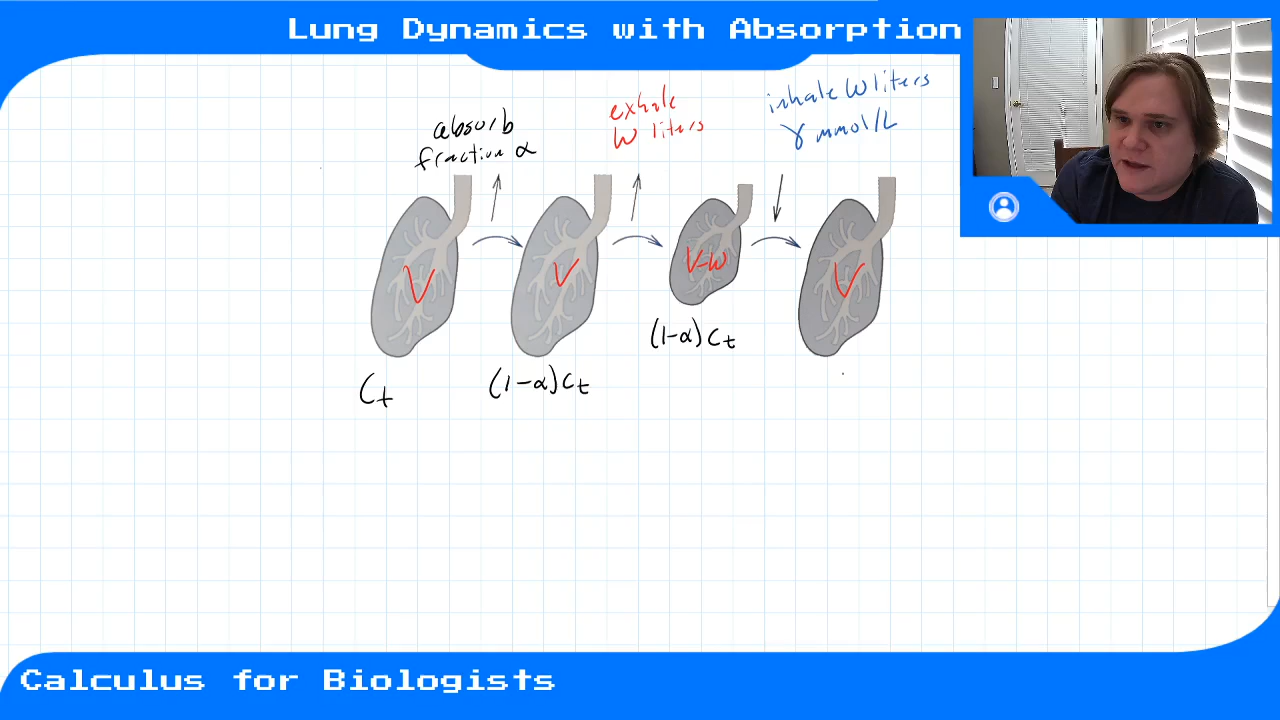 Lung Dynamics with Absorption
absorb
fraction α
exhale
W liters
inhale W liters
γ mmol/L
V
V
V-W
V
Ct
(1-α)Ct
(1-α)Ct
Calculus for Biologists